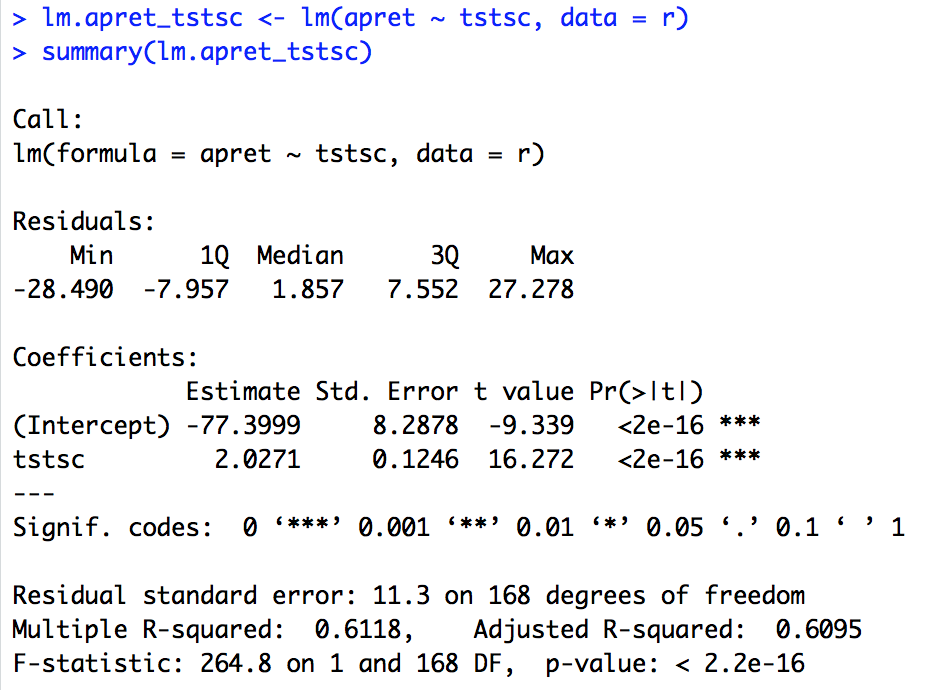 > lm.apret_tstsc <- lm(apret ~ tstsc, data = r)
> summary(lm.apret_tstsc)
Call:
lm(formula = apret ~ tstsc, data = r)
Residuals:
    Min      1Q  Median      3Q     Max
-28.490  -7.957   1.857   7.552  27.278
Coefficients:
            Estimate Std. Error t value Pr(>|t|)
(Intercept) -77.3999     8.2878  -9.339   <2e-16 ***
tstsc         2.0271     0.1246  16.272   <2e-16 ***
---
Signif. codes:  0 ‘***’ 0.001 ‘**’ 0.01 ‘*’ 0.05 ‘.’ 0.1 ‘ ’ 1
Residual standard error: 11.3 on 168 degrees of freedom
Multiple R-squared:  0.6118,	Adjusted R-squared:  0.6095
F-statistic: 264.8 on 1 and 168 DF,  p-value: < 2.2e-16